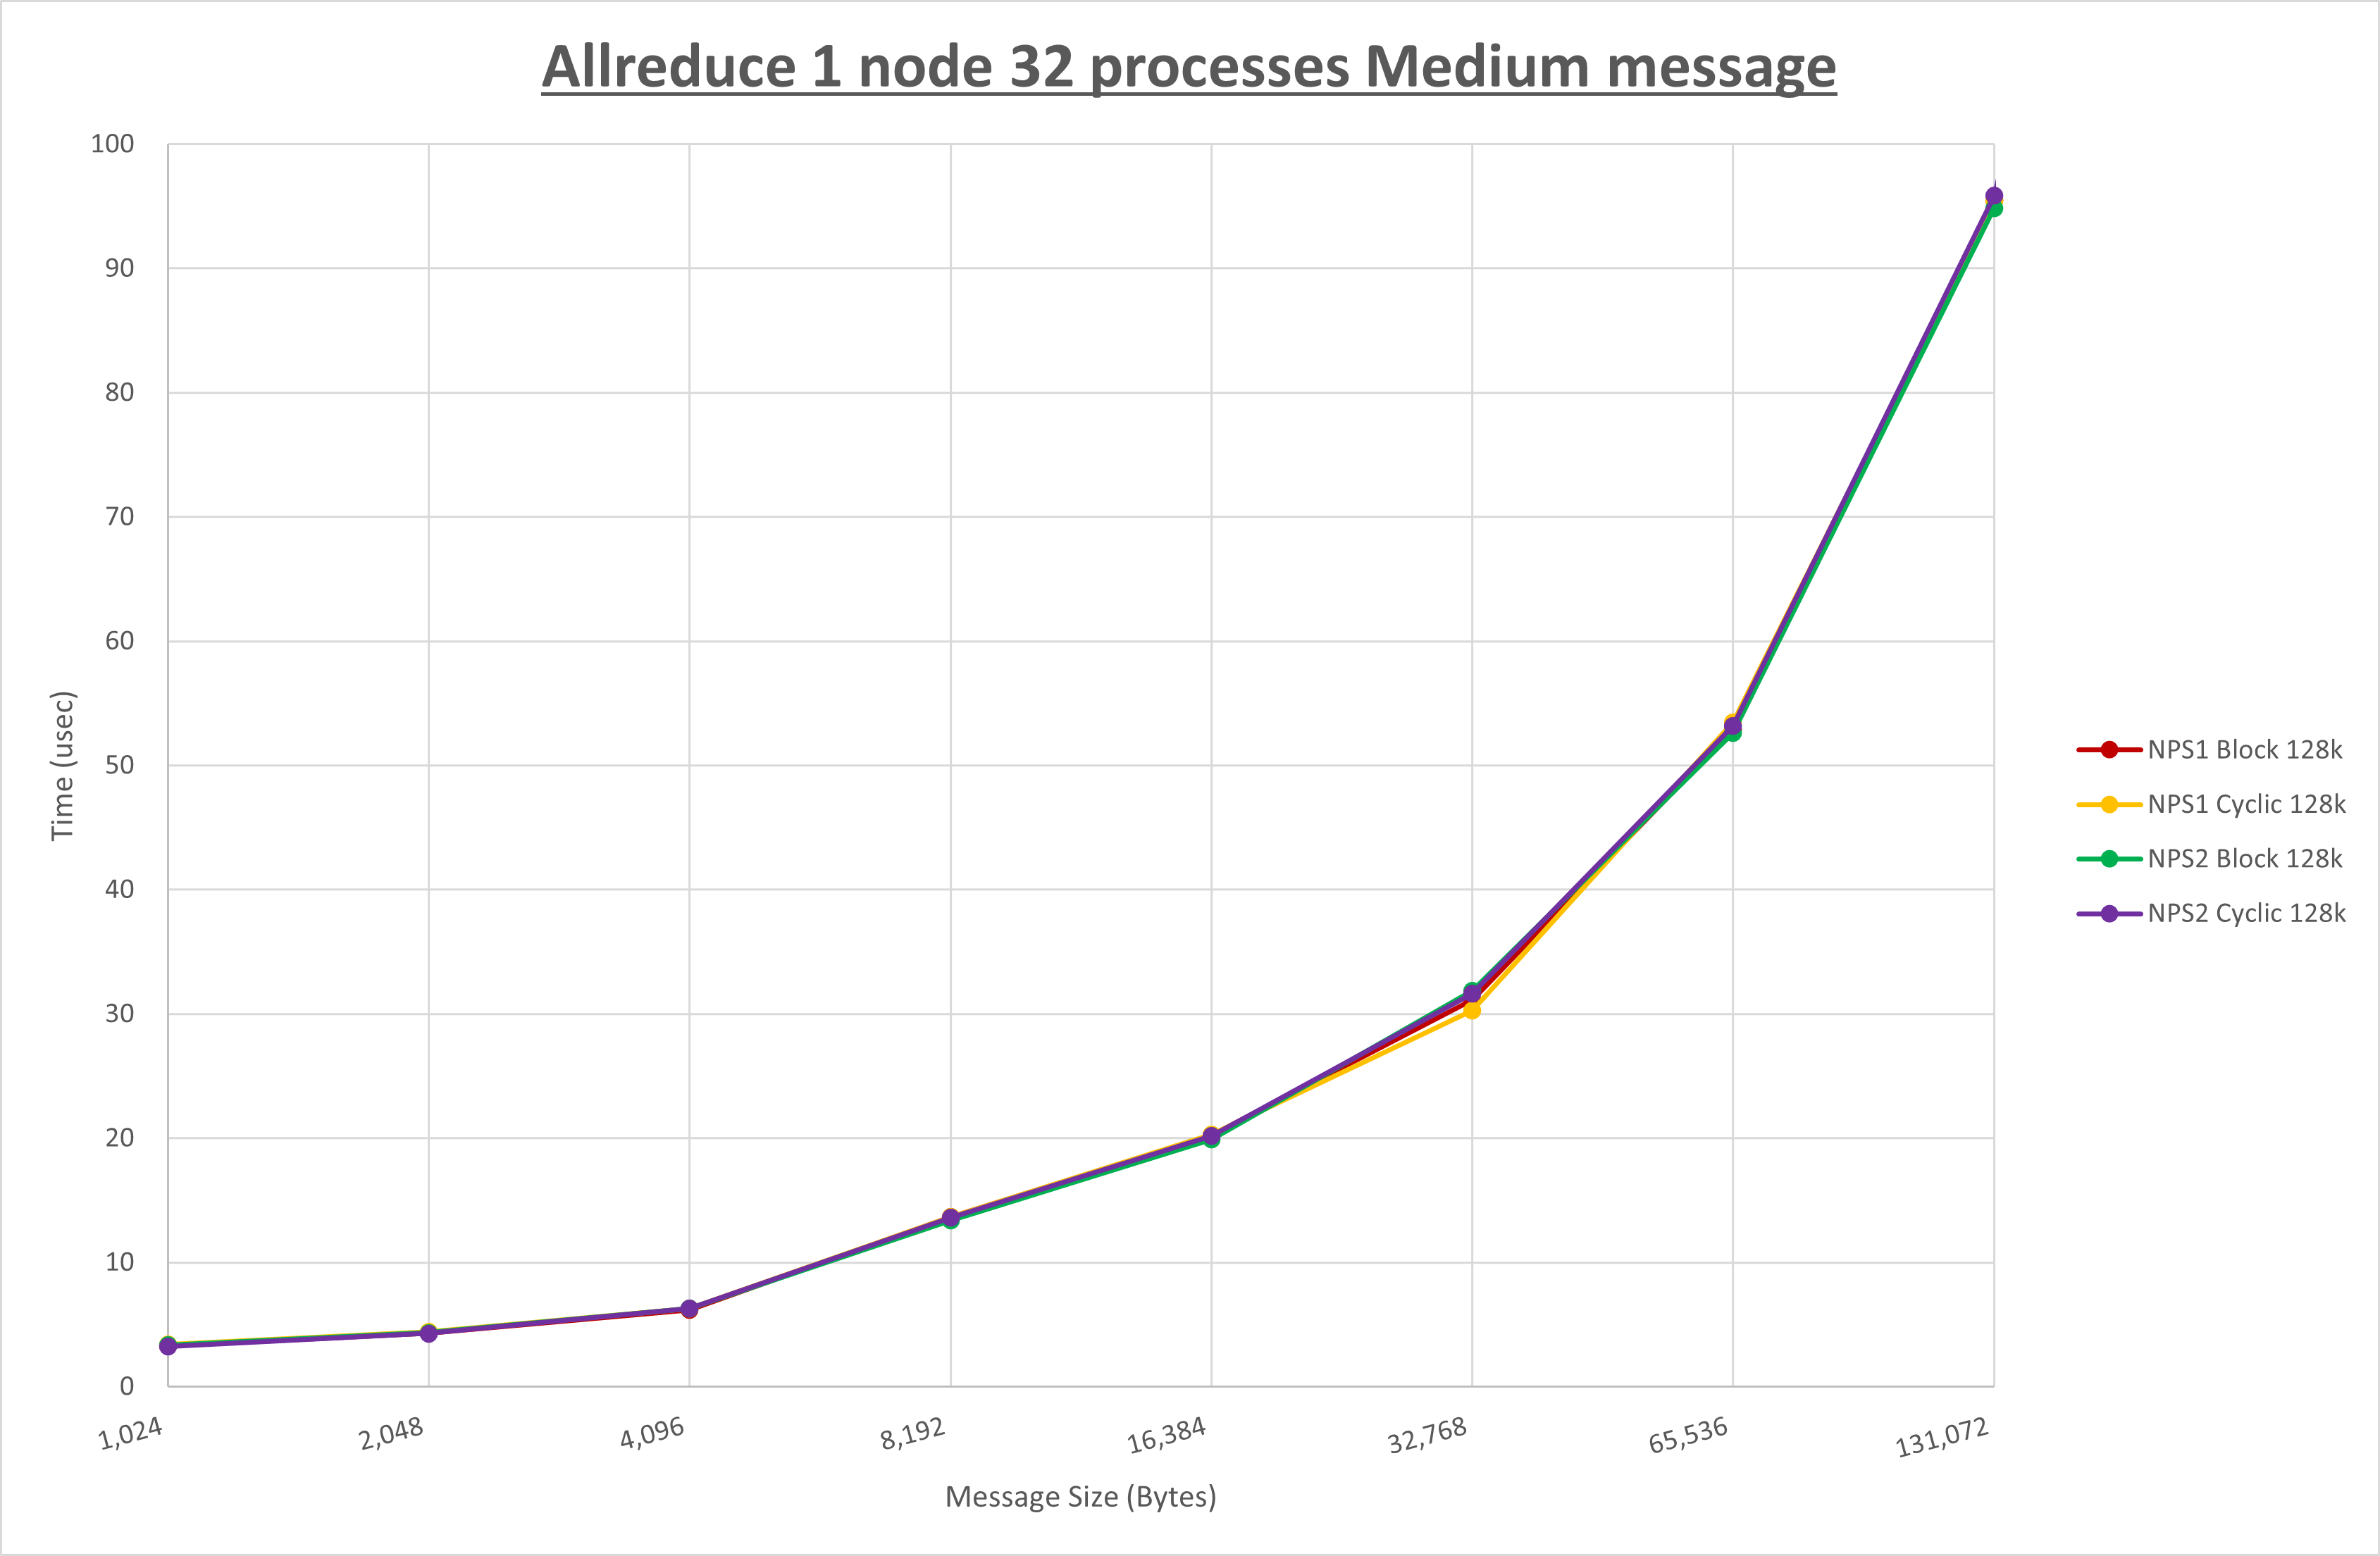 Allreduce 1 node 32 processes Medium message
100
90
80
70
60
50
40
30
20
10
0
Time (usec)
1,024
2,048
4,096
8,192
16,384
32,768
65,536
131,072
Message Size (Bytes)
NPS1 Block 128k
NPS1 Cyclic 128k
NPS2 Block 128k
NPS2 Cyclic 128k